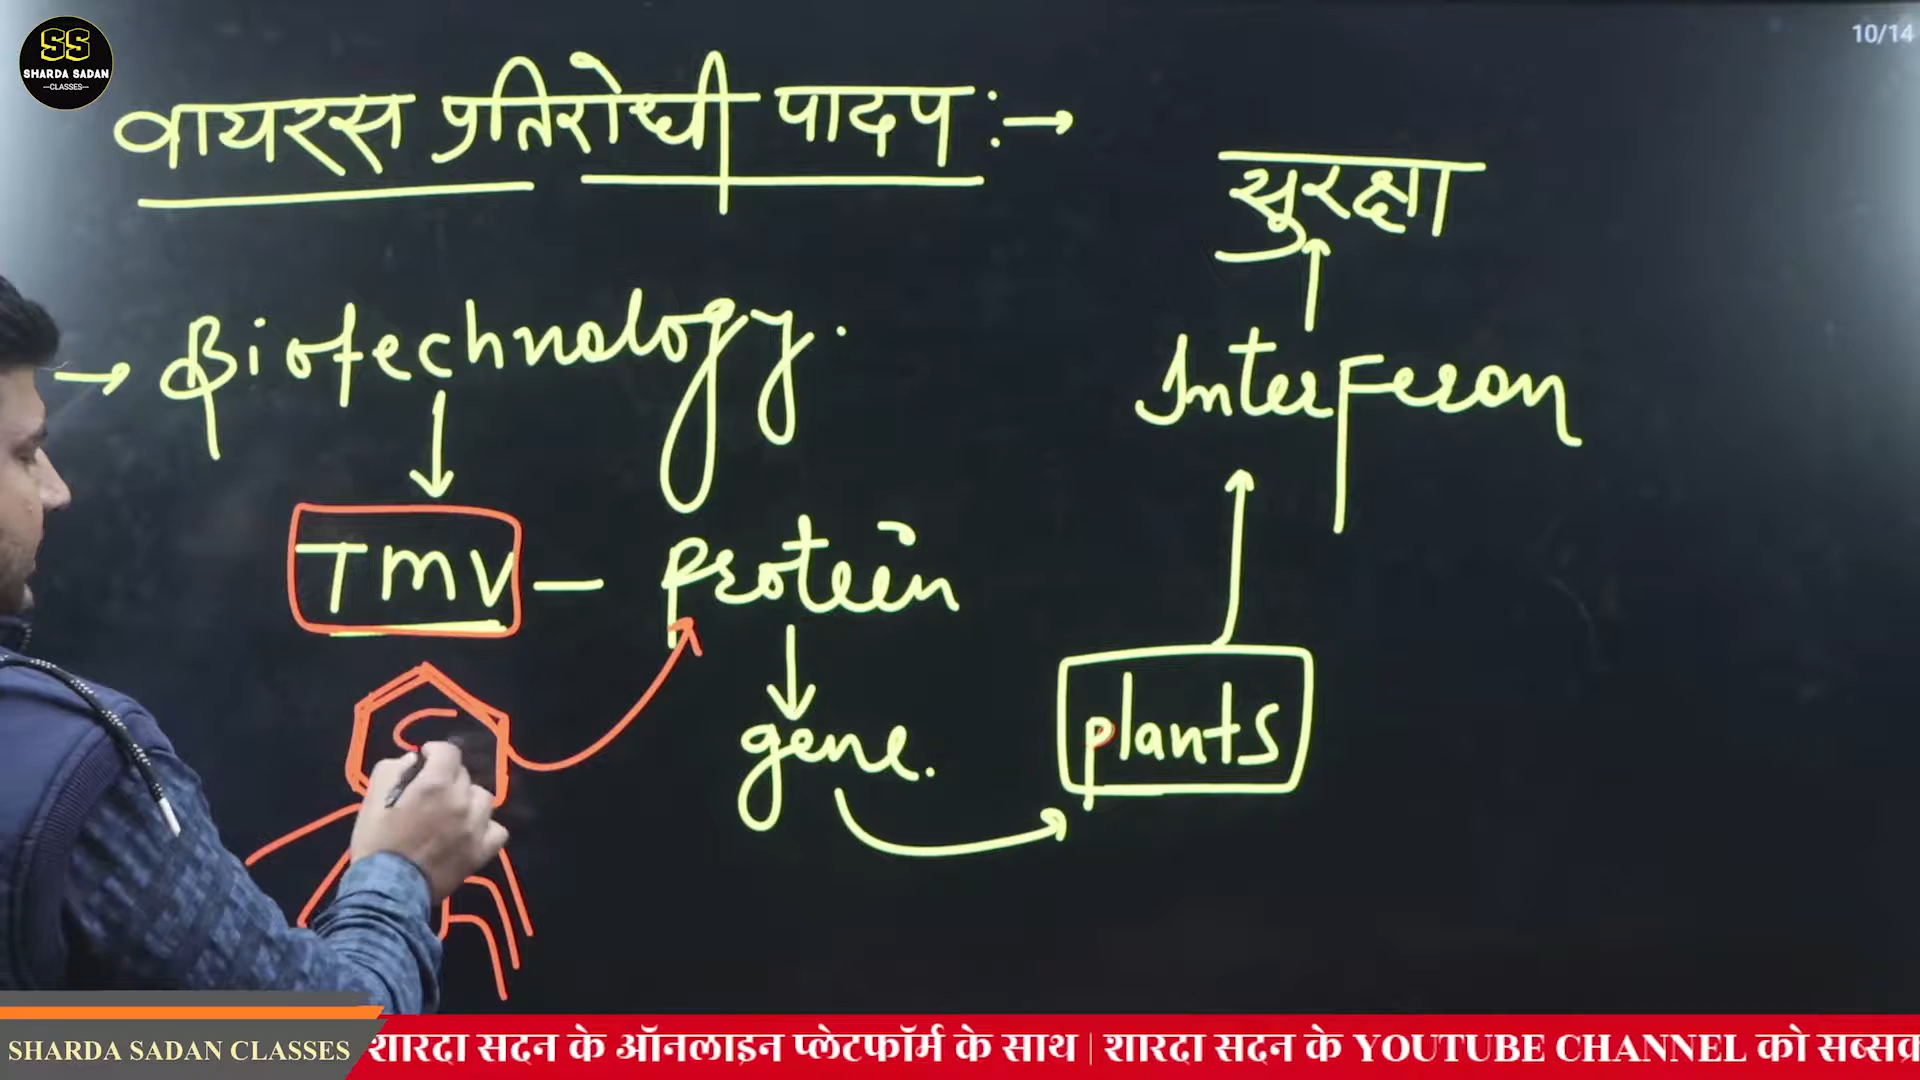 SS
SHARDA SADAN
—CLASSES—
10/14
वायरस प्रतिरोधी पादप :→
सुरक्षा
→ Biotechnology.
Interferon
TMV — Protein
gene.
plants
SHARDA SADAN CLASSES
शारदा सदन के ऑनलाइन प्लेटफॉर्म के साथ | शारदा सदन के YOUTUBE CHANNEL को सब्सक्र